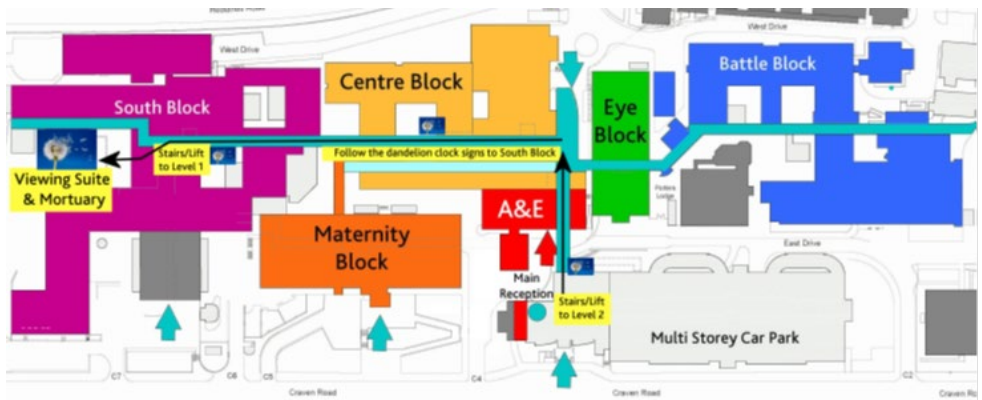 West Drive
West Drive
Centre Block
Battle Block
South Block
Eye
Block
Stairs/Lift
to Level 1
Follow the dandelion clock signs to South Block
Viewing Suite
& Mortuary
A&E
Maternity
Block
East Drive
Main
Reception
Stairs/Lift
to Level 2
Multi Storey Car Park
C7
C6
C5
C4
C2
Craven Road
Craven Road